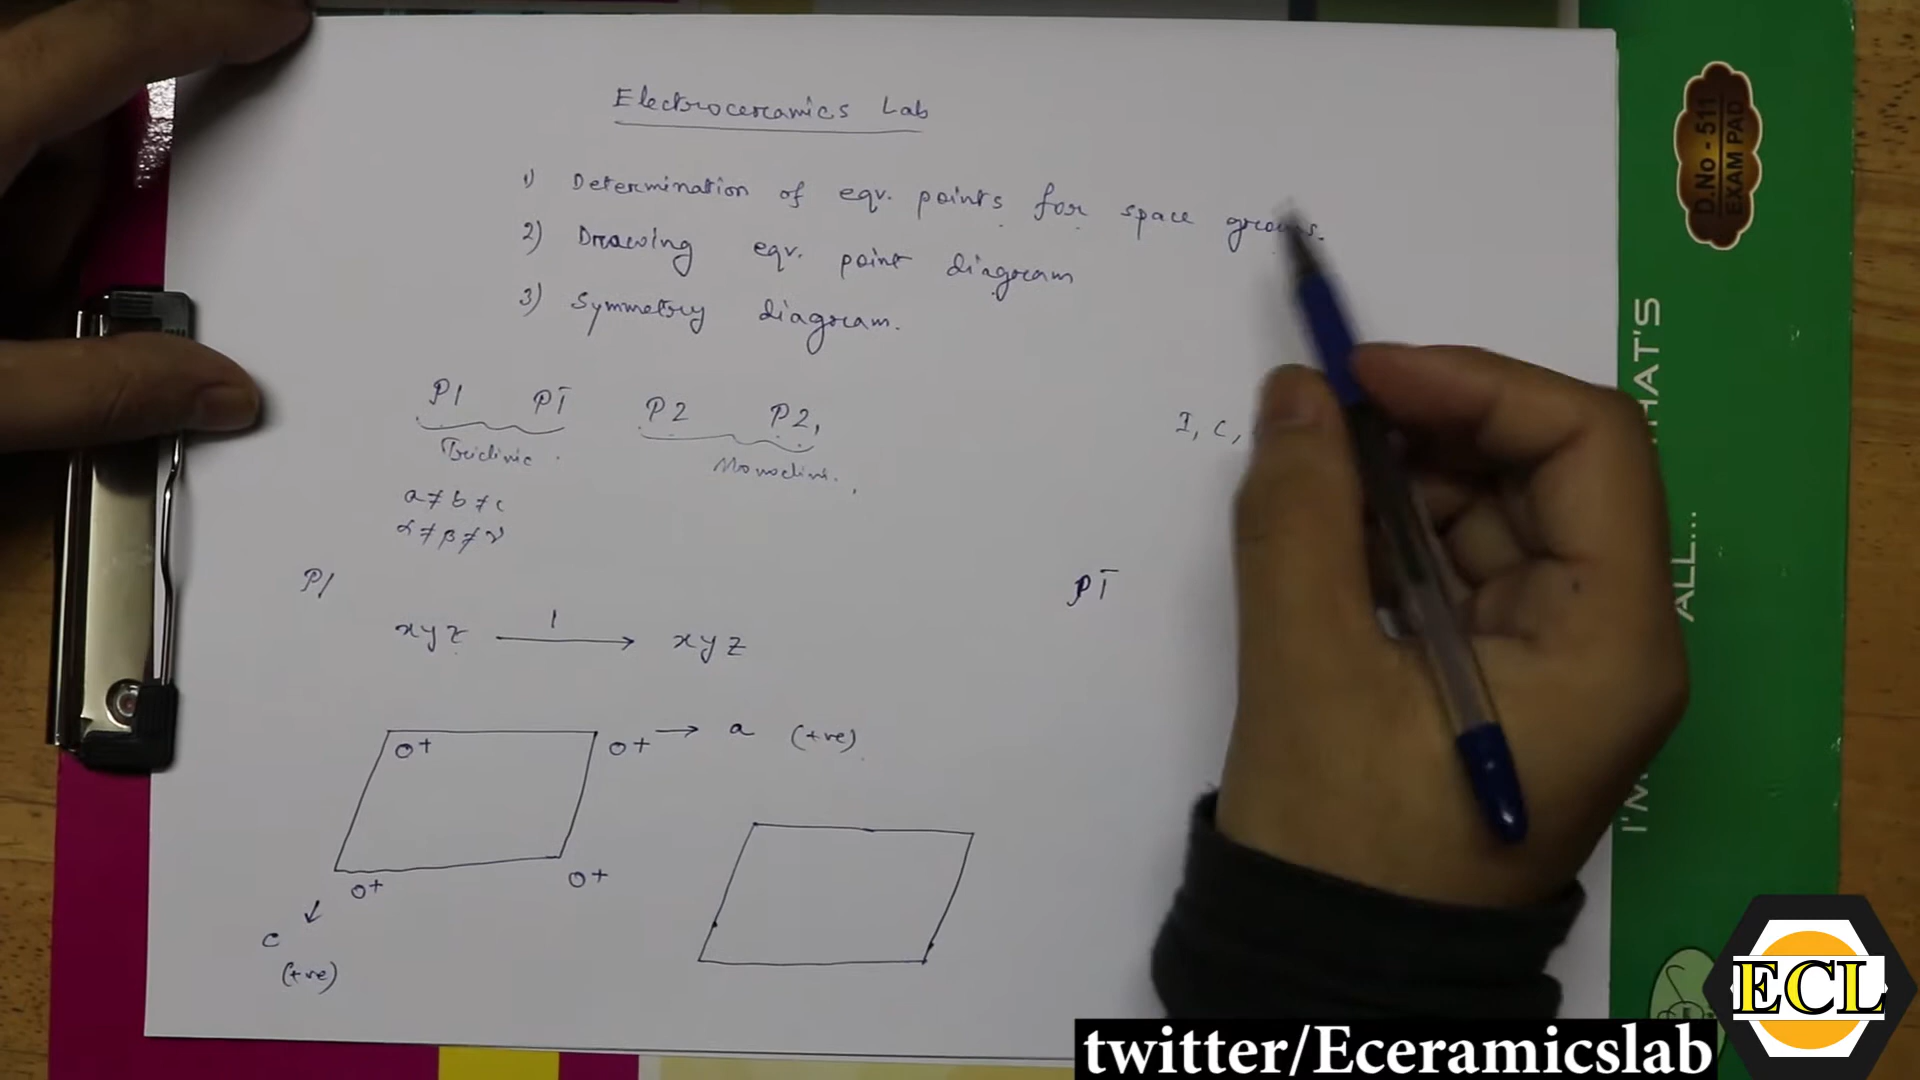 Electroceramics Lab
1) Determination of eqv. points for space groups.
2) Drawing eqv. point diagram
3) Symmetry diagram.
P1 P1̅ P2 P2₁
I, C,
Triclinic. Monoclini.,
a ≠ b ≠ c
α ≠ β ≠ γ
P1
P1̅
1
xyz → xyz
O+ O+ → a (+ve)
O+ O+
↓
c
(+ve)
D.No - 511
EXAM PAD
THAT'S
ALL...
I'M
ECL
twitter/Eceramicslab